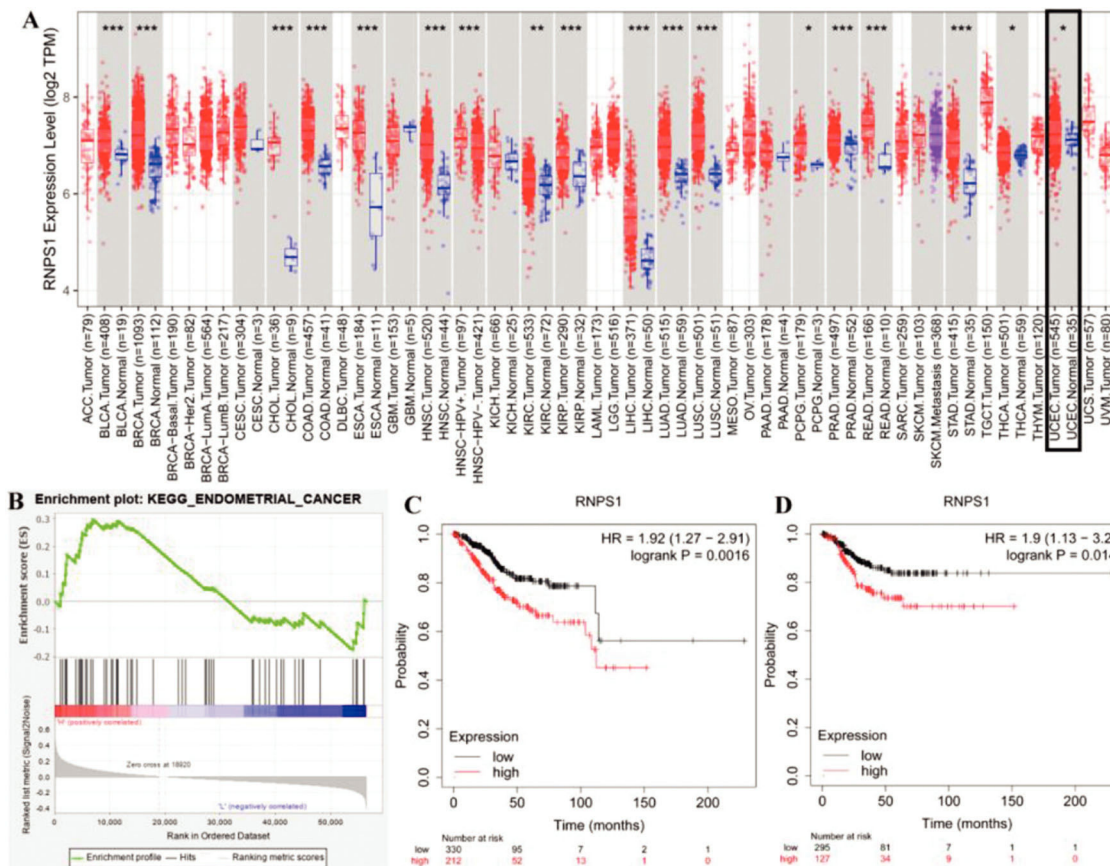 A
*** *** *** *** *** *** *** ** *** *** *** *** * *** *** *** * *
RNPS1 Expression Level (log2 TPM)
8
6
4
ACC.Tumor (n=79)
BLCA.Tumor (n=408)
BLCA.Normal (n=19)
BRCA.Tumor (n=1093)
BRCA.Normal (n=112)
BRCA-Basal.Tumor (n=190)
BRCA-Her2.Tumor (n=82)
BRCA-LumA.Tumor (n=564)
BRCA-LumB.Tumor (n=217)
CESC.Tumor (n=304)
CESC.Normal (n=3)
CHOL.Tumor (n=36)
CHOL.Normal (n=9)
COAD.Tumor (n=457)
COAD.Normal (n=41)
DLBC.Tumor (n=48)
ESCA.Tumor (n=184)
ESCA.Normal (n=11)
GBM.Tumor (n=153)
GBM.Normal (n=5)
HNSC.Tumor (n=520)
HNSC.Normal (n=44)
HNSC-HPV+.Tumor (n=97)
HNSC-HPV-.Tumor (n=421)
KICH.Tumor (n=66)
KICH.Normal (n=25)
KIRC.Tumor (n=533)
KIRC.Normal (n=72)
KIRP.Tumor (n=290)
KIRP.Normal (n=32)
LAML.Tumor (n=173)
LGG.Tumor (n=516)
LIHC.Tumor (n=371)
LIHC.Normal (n=50)
LUAD.Tumor (n=515)
LUAD.Normal (n=59)
LUSC.Tumor (n=501)
LUSC.Normal (n=51)
MESO.Tumor (n=87)
OV.Tumor (n=303)
PAAD.Tumor (n=178)
PAAD.Normal (n=4)
PCPG.Tumor (n=179)
PCPG.Normal (n=3)
PRAD.Tumor (n=497)
PRAD.Normal (n=52)
READ.Tumor (n=166)
READ.Normal (n=10)
SARC.Tumor (n=259)
SKCM.Tumor (n=103)
SKCM.Metastasis (n=368)
STAD.Tumor (n=415)
STAD.Normal (n=35)
TGCT.Tumor (n=150)
THCA.Tumor (n=501)
THCA.Normal (n=59)
THYM.Tumor (n=120)
UCEC.Tumor (n=545)
UCEC.Normal (n=35)
UCS.Tumor (n=57)
UVM.Tumor (n=80)
B
Enrichment plot: KEGG_ENDOMETRIAL_CANCER
Enrichment score (ES)
0.3
0.2
0.1
0.0
-0.1
-0.2
'H' (positively correlated)
Ranked list metric (Signal2Noise)
0.6
0.4
0.2
0.0
-0.2
-0.4
Zero cross at 18920
'L' (negatively correlated)
0 10,000 20,000 30,000 40,000 50,000
Rank in Ordered Dataset
Enrichment profile Hits Ranking metric scores
C
RNPS1
HR = 1.92 (1.27 − 2.91)
logrank P = 0.0016
Probability
1.0
0.8
0.6
0.4
0.2
0.0
Expression
low
high
0 50 100 150 200
Time (months)
Number at risk
low 330 95 7 2 1
high 212 52 13 1 0
D
RNPS1
HR = 1.9 (1.13 − 3.2
logrank P = 0.014
Probability
1.0
0.8
0.6
0.4
0.2
0.0
Expression
low
high
0 50 100 150 200
Time (months)
Number at risk
low 295 81 7 1 1
high 127 34 9 1 0